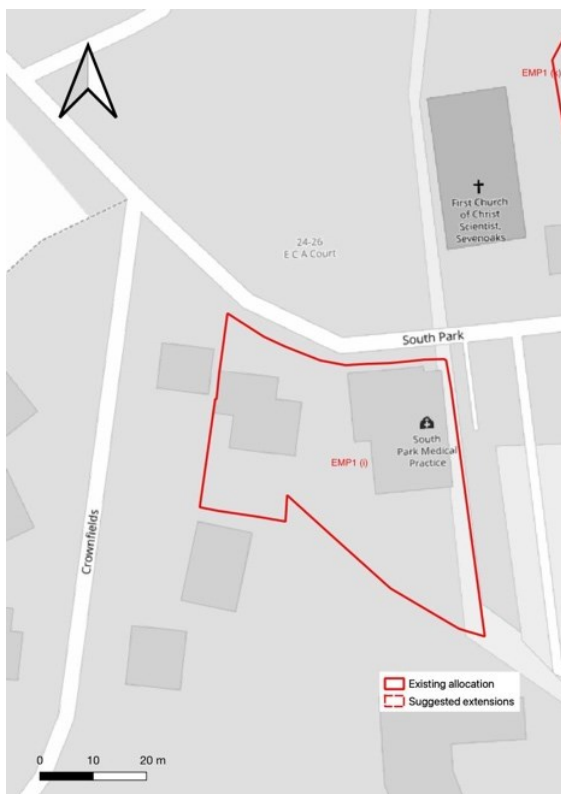 EMP1 (q)
First Church
of Christ
Scientist,
Sevenoaks
24-26
E C A Court
South Park
South
Park Medical
Practice
EMP1 (i)
Crownfields
Existing allocation
Suggested extensions
0 10 20 m